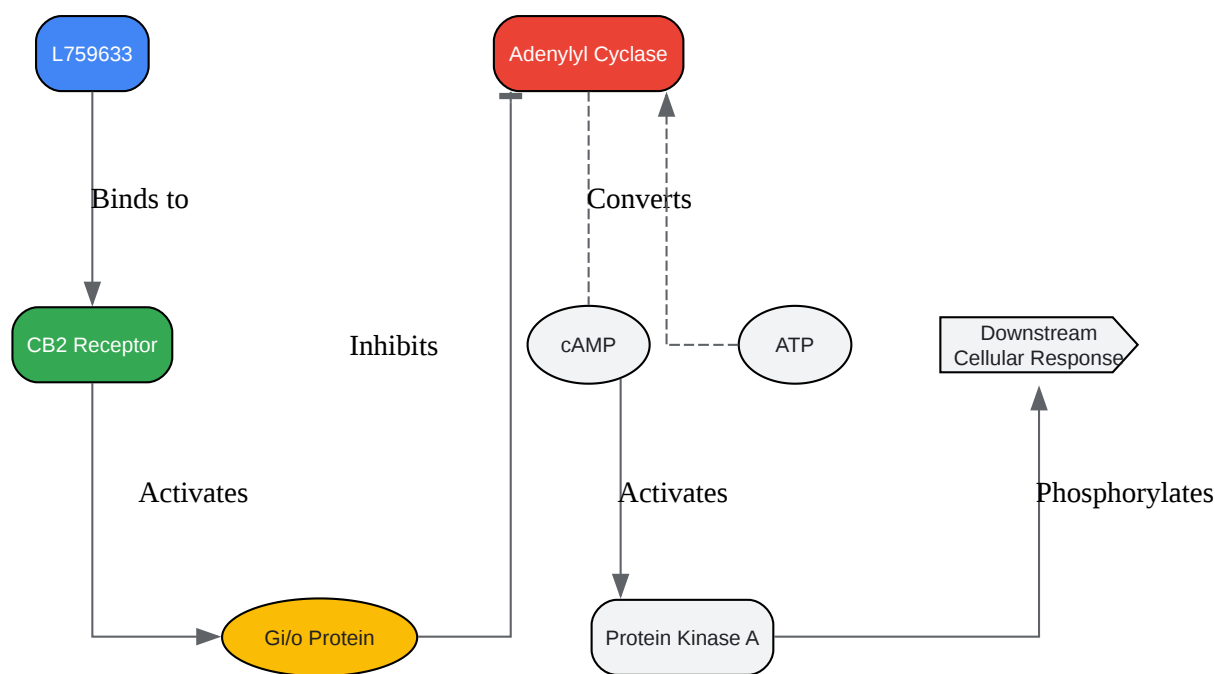 L759633
Adenylyl Cyclase
Binds to
Converts
CB2 Receptor
Inhibits
cAMP
ATP
Downstream
Cellular Response
Activates
Activates
Phosphorylates
Gi/o Protein
Protein Kinase A